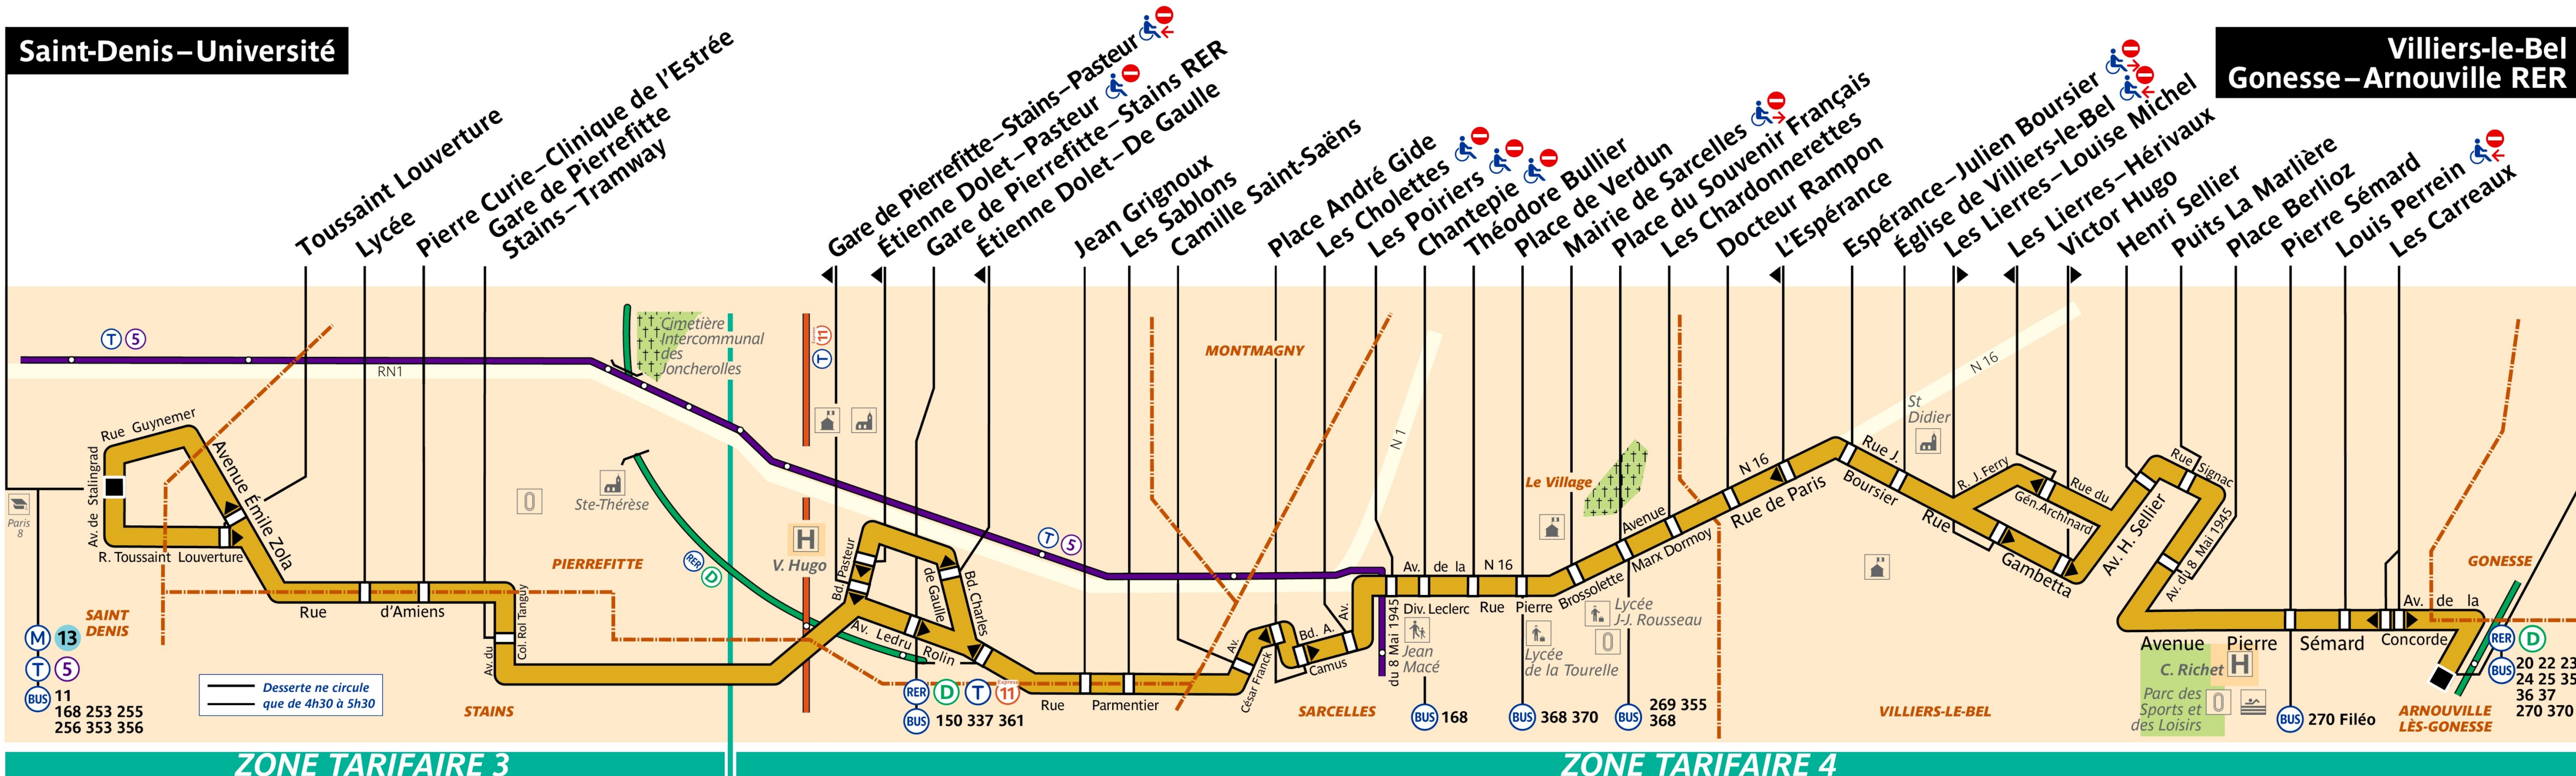 Saint-Denis–Université
Villiers-le-Bel
Gonesse–Arnouville RER
Toussaint Louverture
Lycée
Pierre Curie–Clinique de l'Estrée
Gare de Pierrefitte
Stains–Tramway
Gare de Pierrefitte–Stains–Pasteur
Étienne Dolet–Pasteur
Gare de Pierrefitte–Stains RER
Étienne Dolet–De Gaulle
Jean Grignoux
Les Sablons
Camille Saint-Saëns
Place André Gide
Les Cholettes
Les Poiriers
Chantepie
Théodore Bullier
Place de Verdun
Mairie de Sarcelles
Place du Souvenir Français
Les Chardonnerettes
Docteur Rampon
L'Espérance
Espérance–Julien Boursier
Église de Villiers-le-Bel
Les Lierres–Louise Michel
Les Lierres–Hérivaux
Victor Hugo
Henri Sellier
Puits La Marlière
Place Berlioz
Pierre Sémard
Louis Perrein
Les Carreaux
T 5
RN1
Cimetière
Intercommunal
des
Joncherolles
T Express 11
MONTMAGNY
N 1
N 16
St
Didier
Rue Guynemer
Av. de Stalingrad
Avenue Émile Zola
R. Toussaint Louverture
Paris
8
Ste-Thérèse
PIERREFITTE
RER D
H
V. Hugo
T 5
Bd. Pasteur
Bd. Charles
de Gaulle
Av. Ledru Rolin
Rue d'Amiens
Av. du
Col. Rol Tanguy
SAINT
DENIS
M 13
T 5
BUS 11
168 253 255
256 353 356
Desserte ne circule
que de 4h30 à 5h30
STAINS
RER D T Express 11
BUS 150 337 361
Rue Parmentier
Av.
César Franck
Bd. A.
Camus
Av.
du 8 Mai 1945
SARCELLES
Av. de la N 16
Div. Leclerc Rue Pierre
Brossolette
Avenue
Marx Dormoy
Jean
Macé
Lycée
de la Tourelle
Lycée
J-J. Rousseau
Le Village
BUS 168
BUS 368 370
BUS 269 355
368
N 16
Rue de Paris
Rue J.
Boursier
R. J. Ferry
Rue du
Gén. Archinard
Rue
Gambetta
Av. H. Sellier
Rue Signac
Av. du 8 Mai 1945
VILLIERS-LE-BEL
Avenue Pierre Sémard
Av. de la
Concorde
C. Richet H
Parc des
Sports et
des Loisirs
BUS 270 Filéo
GONESSE
ARNOUVILLE
LÈS-GONESSE
RER D
BUS 20 22 23
24 25 35
36 37
270 370
ZONE TARIFAIRE 3
ZONE TARIFAIRE 4